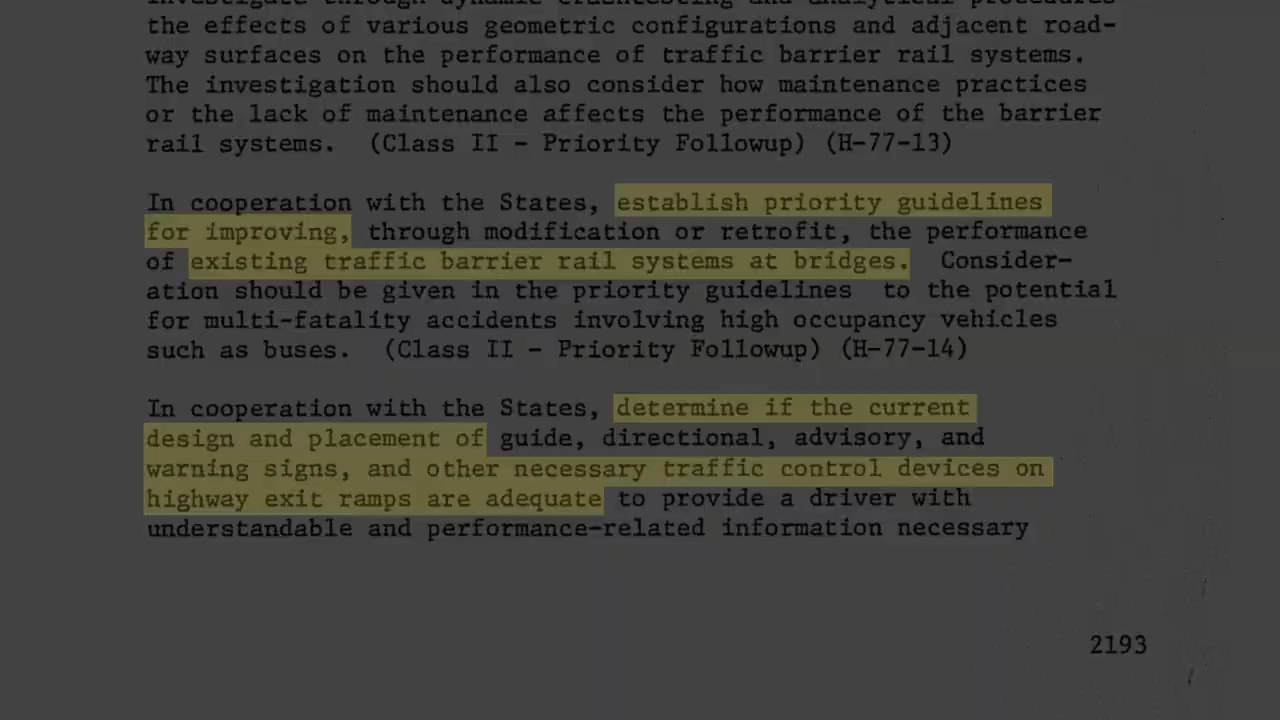 investigate through dynamic crashtesting and analytical procedures
the effects of various geometric configurations and adjacent road-
way surfaces on the performance of traffic barrier rail systems.
The investigation should also consider how maintenance practices
or the lack of maintenance affects the performance of the barrier
rail systems. (Class II - Priority Followup) (H-77-13)
In cooperation with the States, establish priority guidelines
for improving, through modification or retrofit, the performance
of existing traffic barrier rail systems at bridges. Consider-
ation should be given in the priority guidelines to the potential
for multi-fatality accidents involving high occupancy vehicles
such as buses. (Class II - Priority Followup) (H-77-14)
In cooperation with the States, determine if the current
design and placement of guide, directional, advisory, and
warning signs, and other necessary traffic control devices on
highway exit ramps are adequate to provide a driver with
understandable and performance-related information necessary
2193